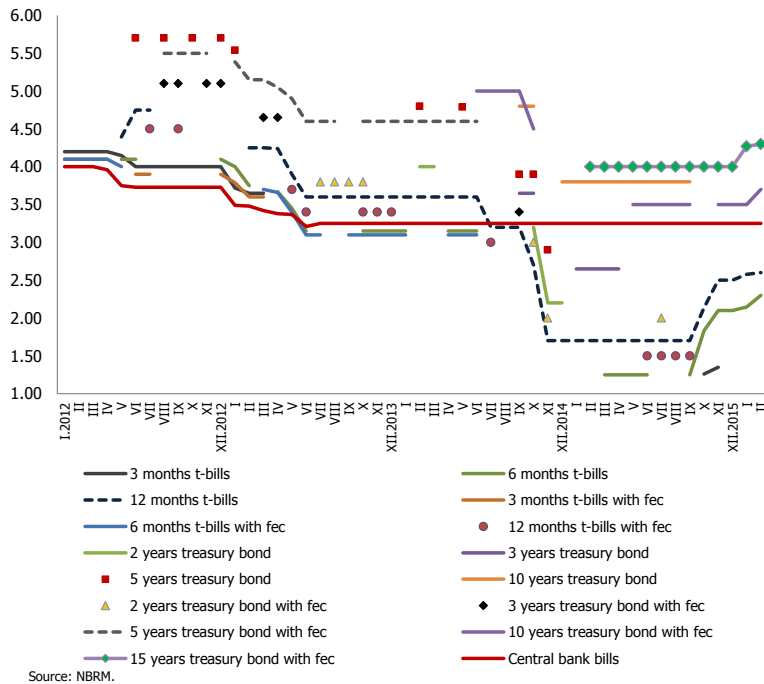 6.00
5.50
5.00
4.50
4.00
3.50
3.00
2.50
2.00
1.50
1.00
I.2012 II III IV V VI VII VIII IX X XI XII.2012 I II III IV V VI VII VIII IX X XI XII.2013 I II III IV V VI VII VIII IX X XI XII.2014 I II III IV V VI VII VIII IX X XI XII.2015 I II
3 months t-bills
6 months t-bills
12 months t-bills
3 months t-bills with fec
6 months t-bills with fec
12 months t-bills with fec
2 years treasury bond
3 years treasury bond
5 years treasury bond
10 years treasury bond
2 years treasury bond with fec
3 years treasury bond with fec
5 years treasury bond with fec
10 years treasury bond with fec
15 years treasury bond with fec
Central bank bills
Source: NBRM.